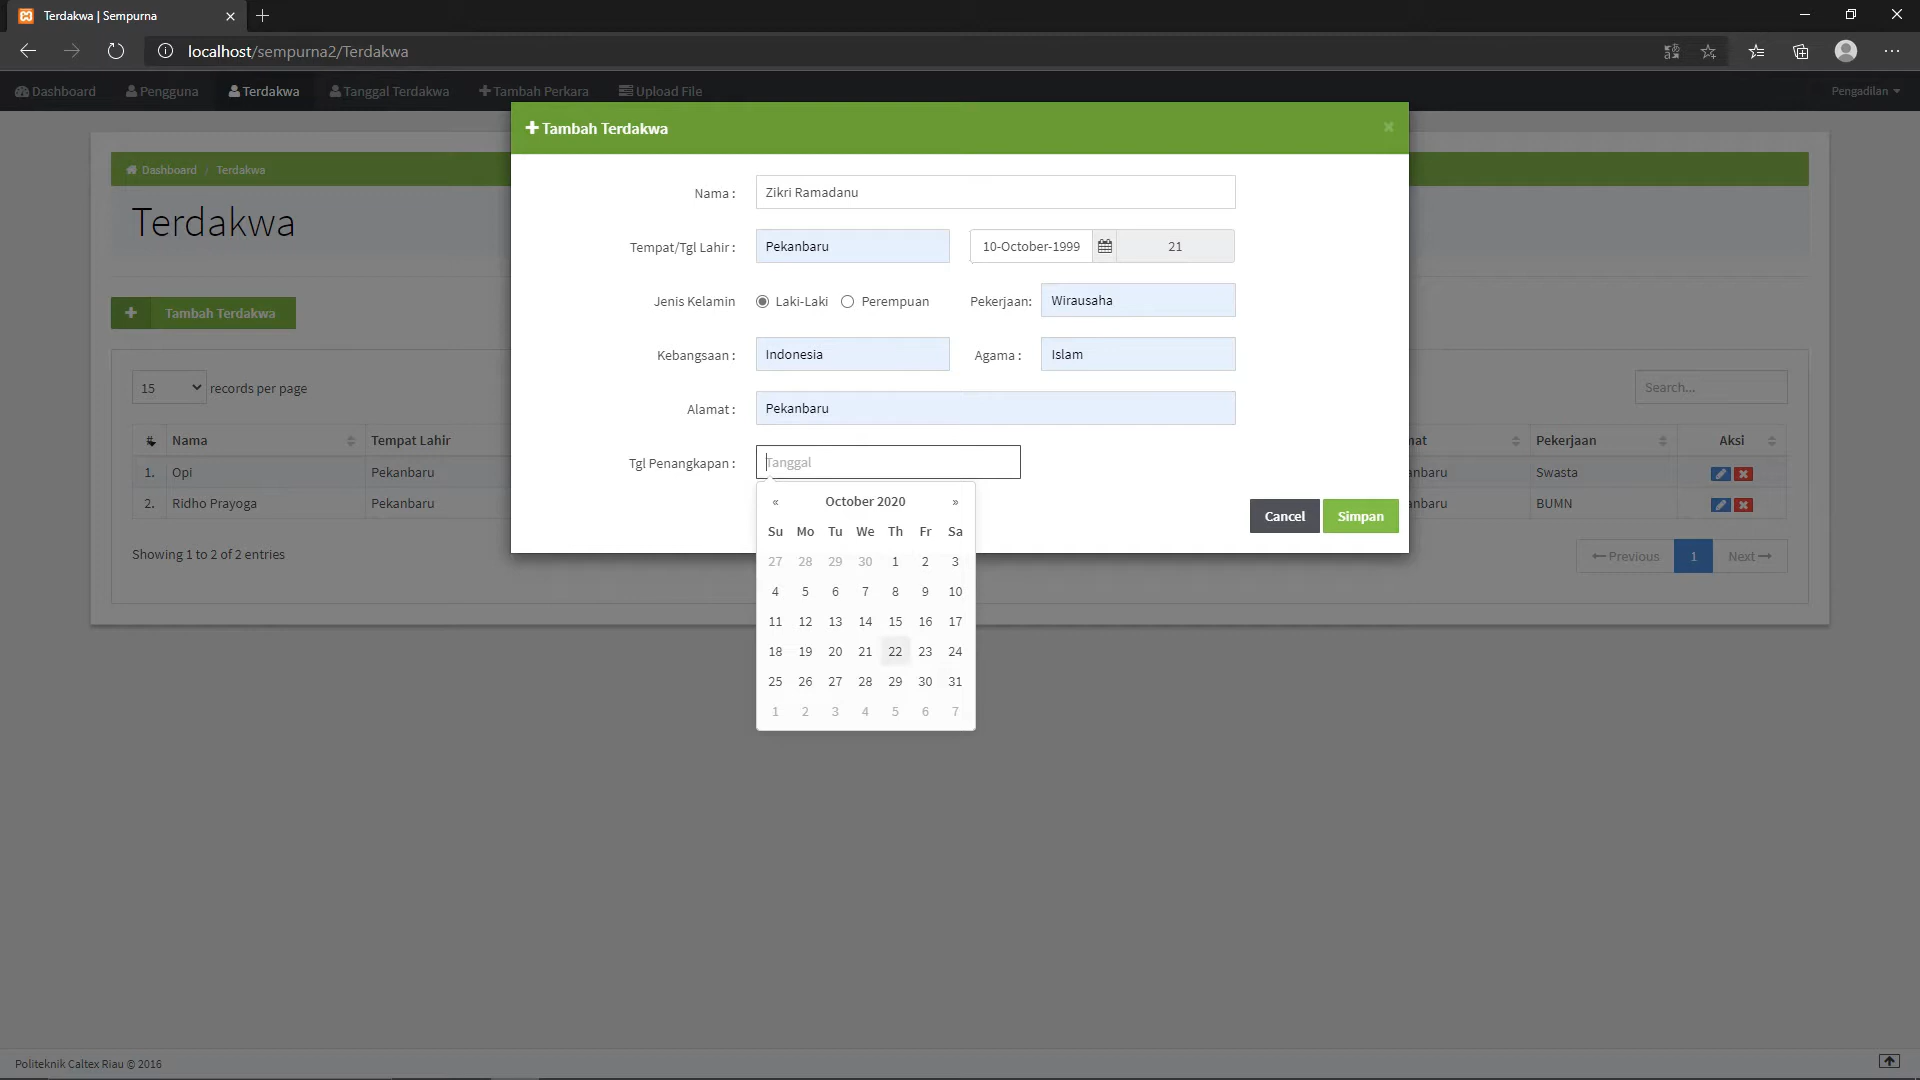 Terdakwa | Sempurna
localhost/sempurna2/Terdakwa
Dashboard Pengguna Terdakwa Tanggal Terdakwa Tambah Perkara Upload File Pengadilan
Tambah Terdakwa ×
Dashboard / Terdakwa
Terdakwa
Nama : Zikri Ramadanu
Tempat/Tgl Lahir : Pekanbaru 10-October-1999 21
Jenis Kelamin Laki-Laki Perempuan Pekerjaan: Wirausaha
Tambah Terdakwa
Kebangsaan : Indonesia Agama : Islam
15 records per page Search...
Alamat : Pekanbaru
# Nama Tempat Lahir mat Pekerjaan Aksi
Tgl Penangkapan : Tanggal
1. Opi Pekanbaru anbaru Swasta
2. Ridho Prayoga Pekanbaru anbaru BUMN
« October 2020 »
Cancel Simpan
Su Mo Tu We Th Fr Sa
27 28 29 30 1 2 3
4 5 6 7 8 9 10
11 12 13 14 15 16 17
18 19 20 21 22 23 24
25 26 27 28 29 30 31
1 2 3 4 5 6 7
Showing 1 to 2 of 2 entries
Previous 1 Next
Politeknik Caltex Riau © 2016